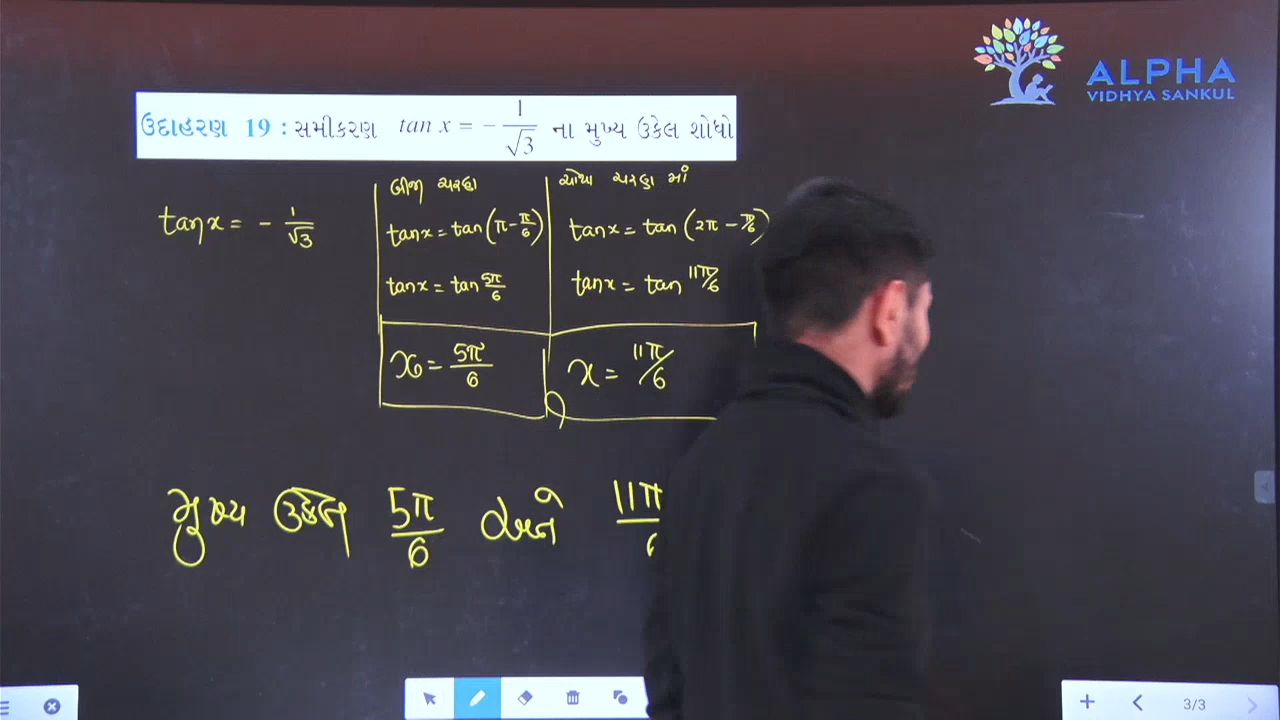 ALPHA
VIDHYA SANKUL
ઉદાહરણ 19 : સમીકરણ tan x = - 1/√3 ના મુખ્ય ઉકેલ શોધો
tan x = - 1/√3
બીજા ચરણ
tan x = tan (π - π/6)
tan x = tan 5π/6
x = 5π/6
ચોથા ચરણ માં
tan x = tan (2π - π/6)
tan x = tan 11π/6
x = 11π/6
મુખ્ય ઉકેલ 5π/6 અને 11π/6
3/3